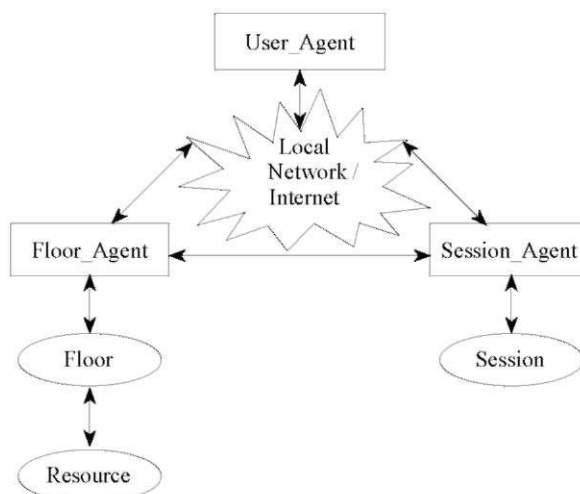 User_Agent
Local
Network /
Internet
Floor_Agent
Session_Agent
Floor
Session
Resource